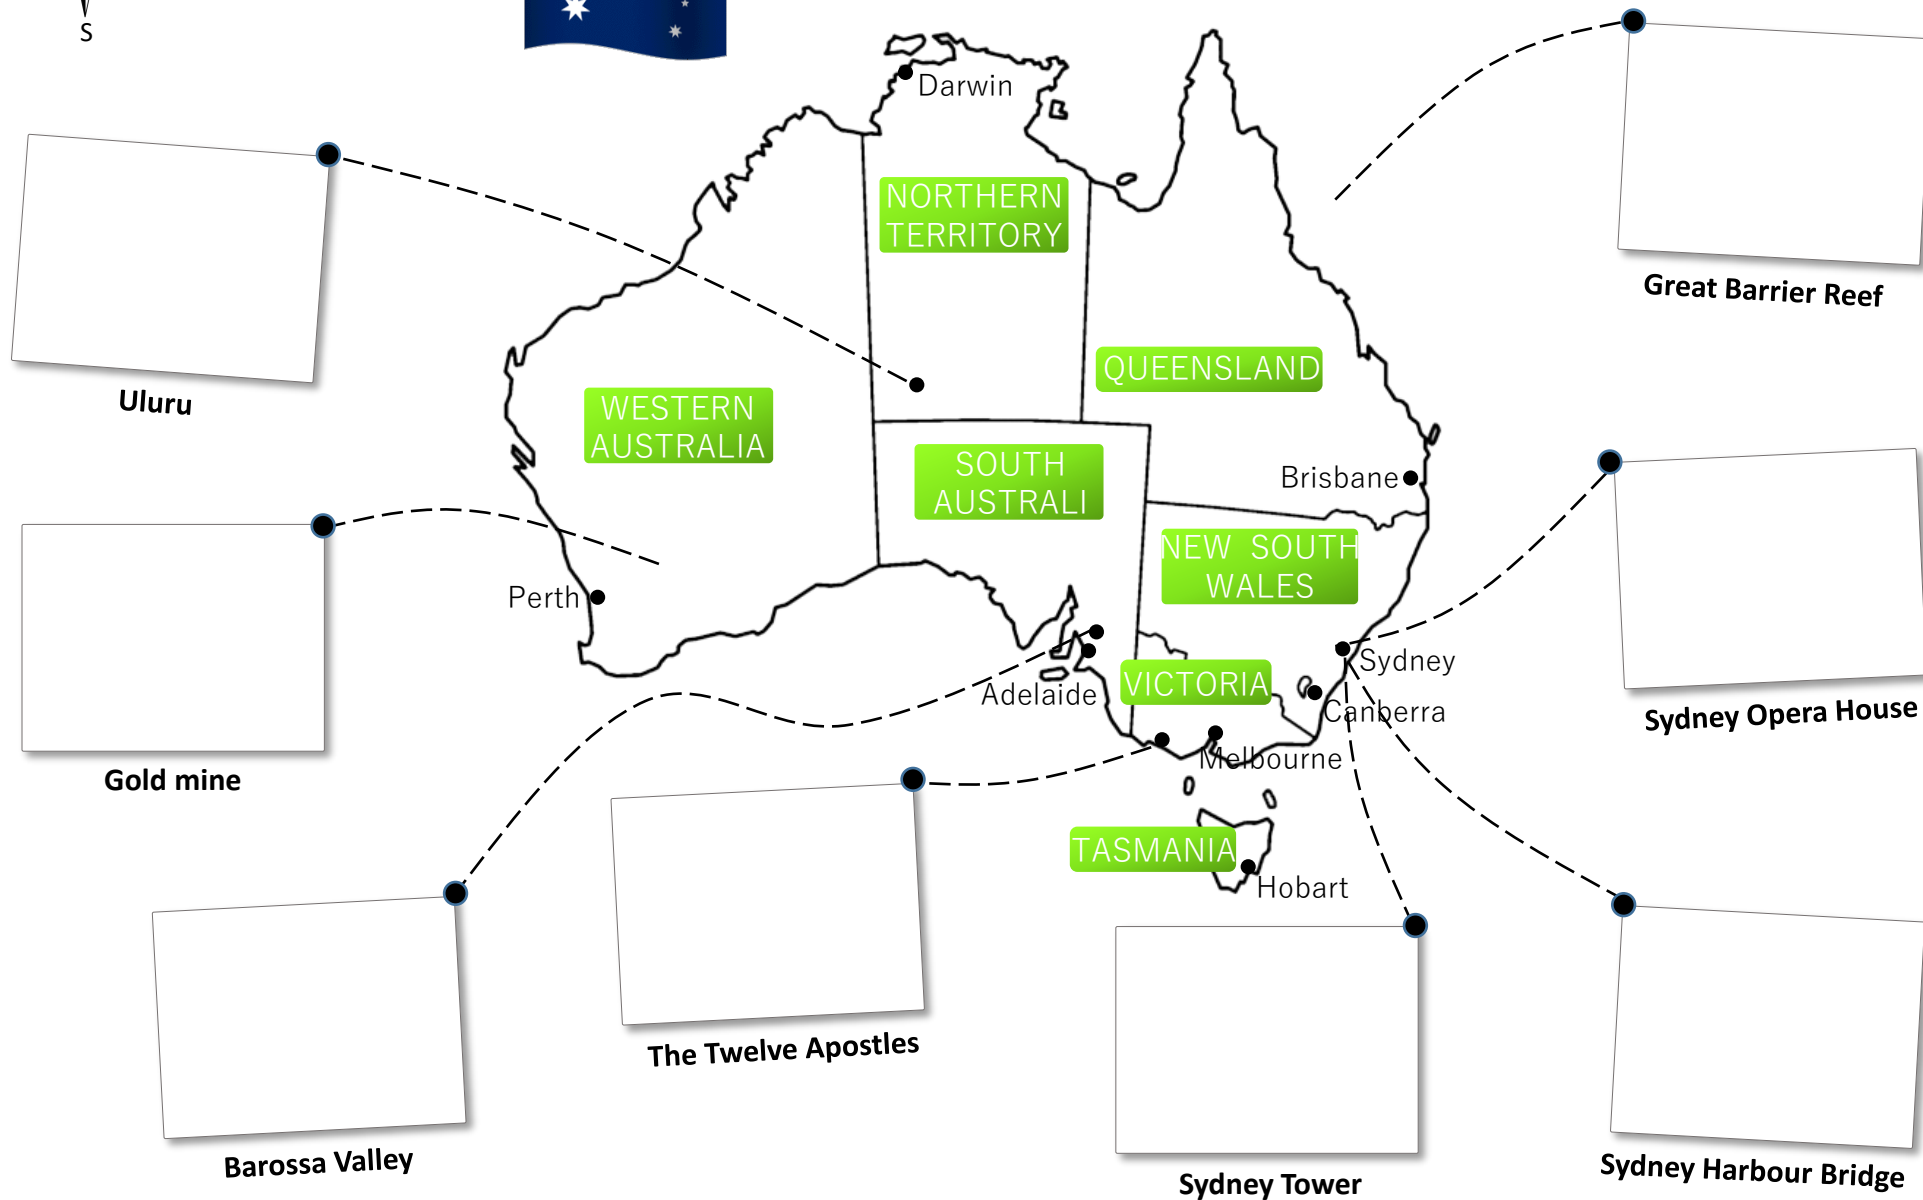 S
Darwin
NORTHERN
TERRITORY
Great Barrier Reef
QUEENSLAND
Uluru
WESTERN
AUSTRALIA
SOUTH
AUSTRALI
Brisbane
NEW SOUTH
WALES
Perth
Sydney
Adelaide
VICTORIA
Canberra
Sydney Opera House
Melbourne
Gold mine
TASMANIA
Hobart
The Twelve Apostles
Barossa Valley
Sydney Tower
Sydney Harbour Bridge